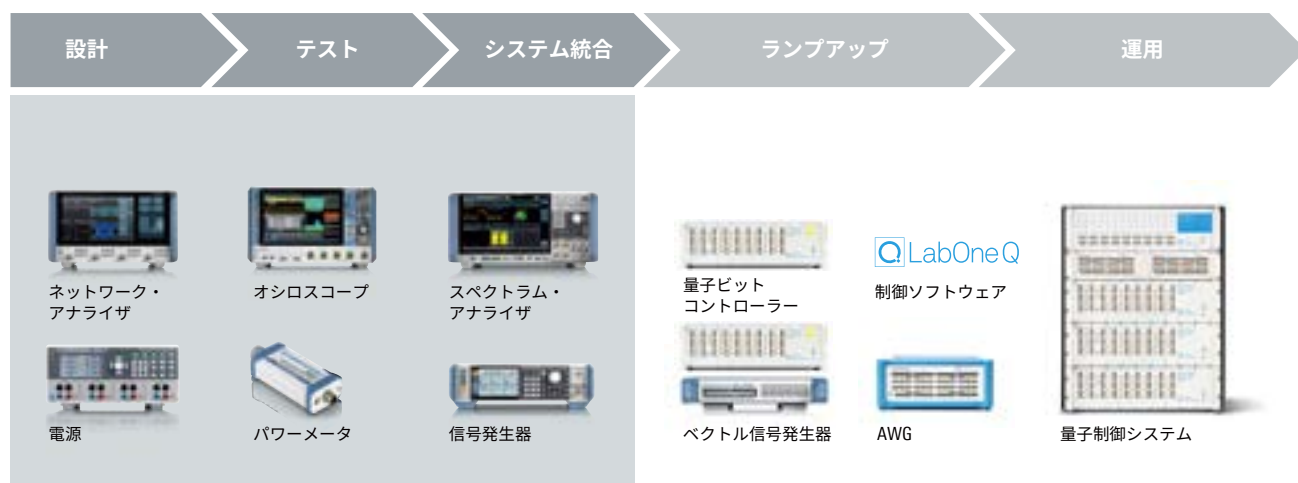 設計
テスト
システム統合
ランプアップ
運用
ネットワーク・
アナライザ
オシロスコープ
スペクトラム・
アナライザ
量子ビット
コントローラー
LabOne Q
制御ソフトウェア
電源
パワーメータ
信号発生器
ベクトル信号発生器
AWG
量子制御システム